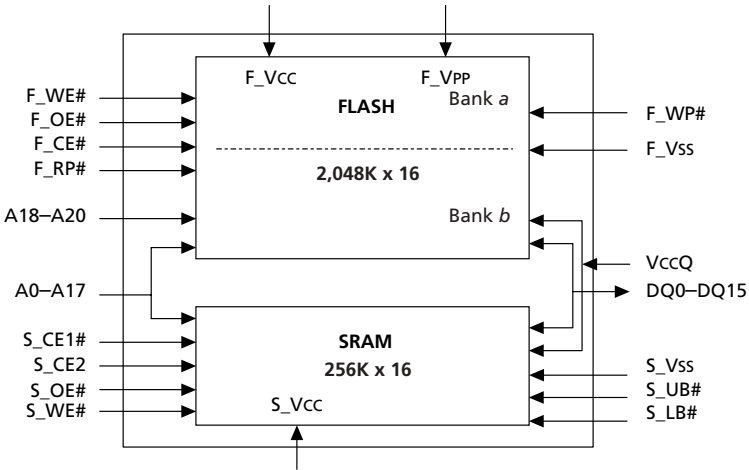 F_VCC
F_VPP
F_WE#
FLASH
Bank a
F_OE#
F_WP#
F_CE#
F_VSS
F_RP#
2,048K x 16
A18–A20
Bank b
VCCQ
A0–A17
DQ0–DQ15
S_CE1#
SRAM
S_CE2
256K x 16
S_VSS
S_OE#
S_UB#
S_WE#
S_VCC
S_LB#